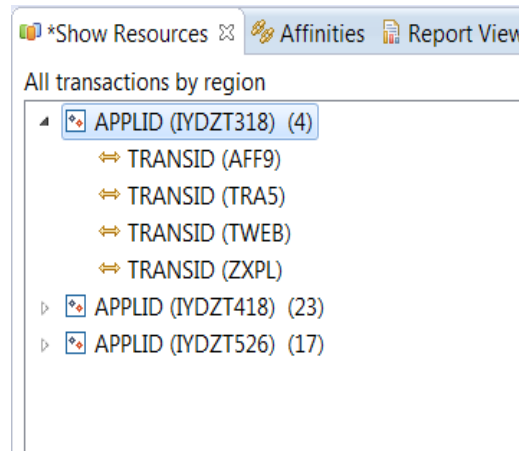 *Show Resources Affinities Report View
All transactions by region
APPLID (IYDZT318) (4)
TRANSID (AFF9)
TRANSID (TRA5)
TRANSID (TWEB)
TRANSID (ZXPL)
APPLID (IYDZT418) (23)
APPLID (IYDZT526) (17)